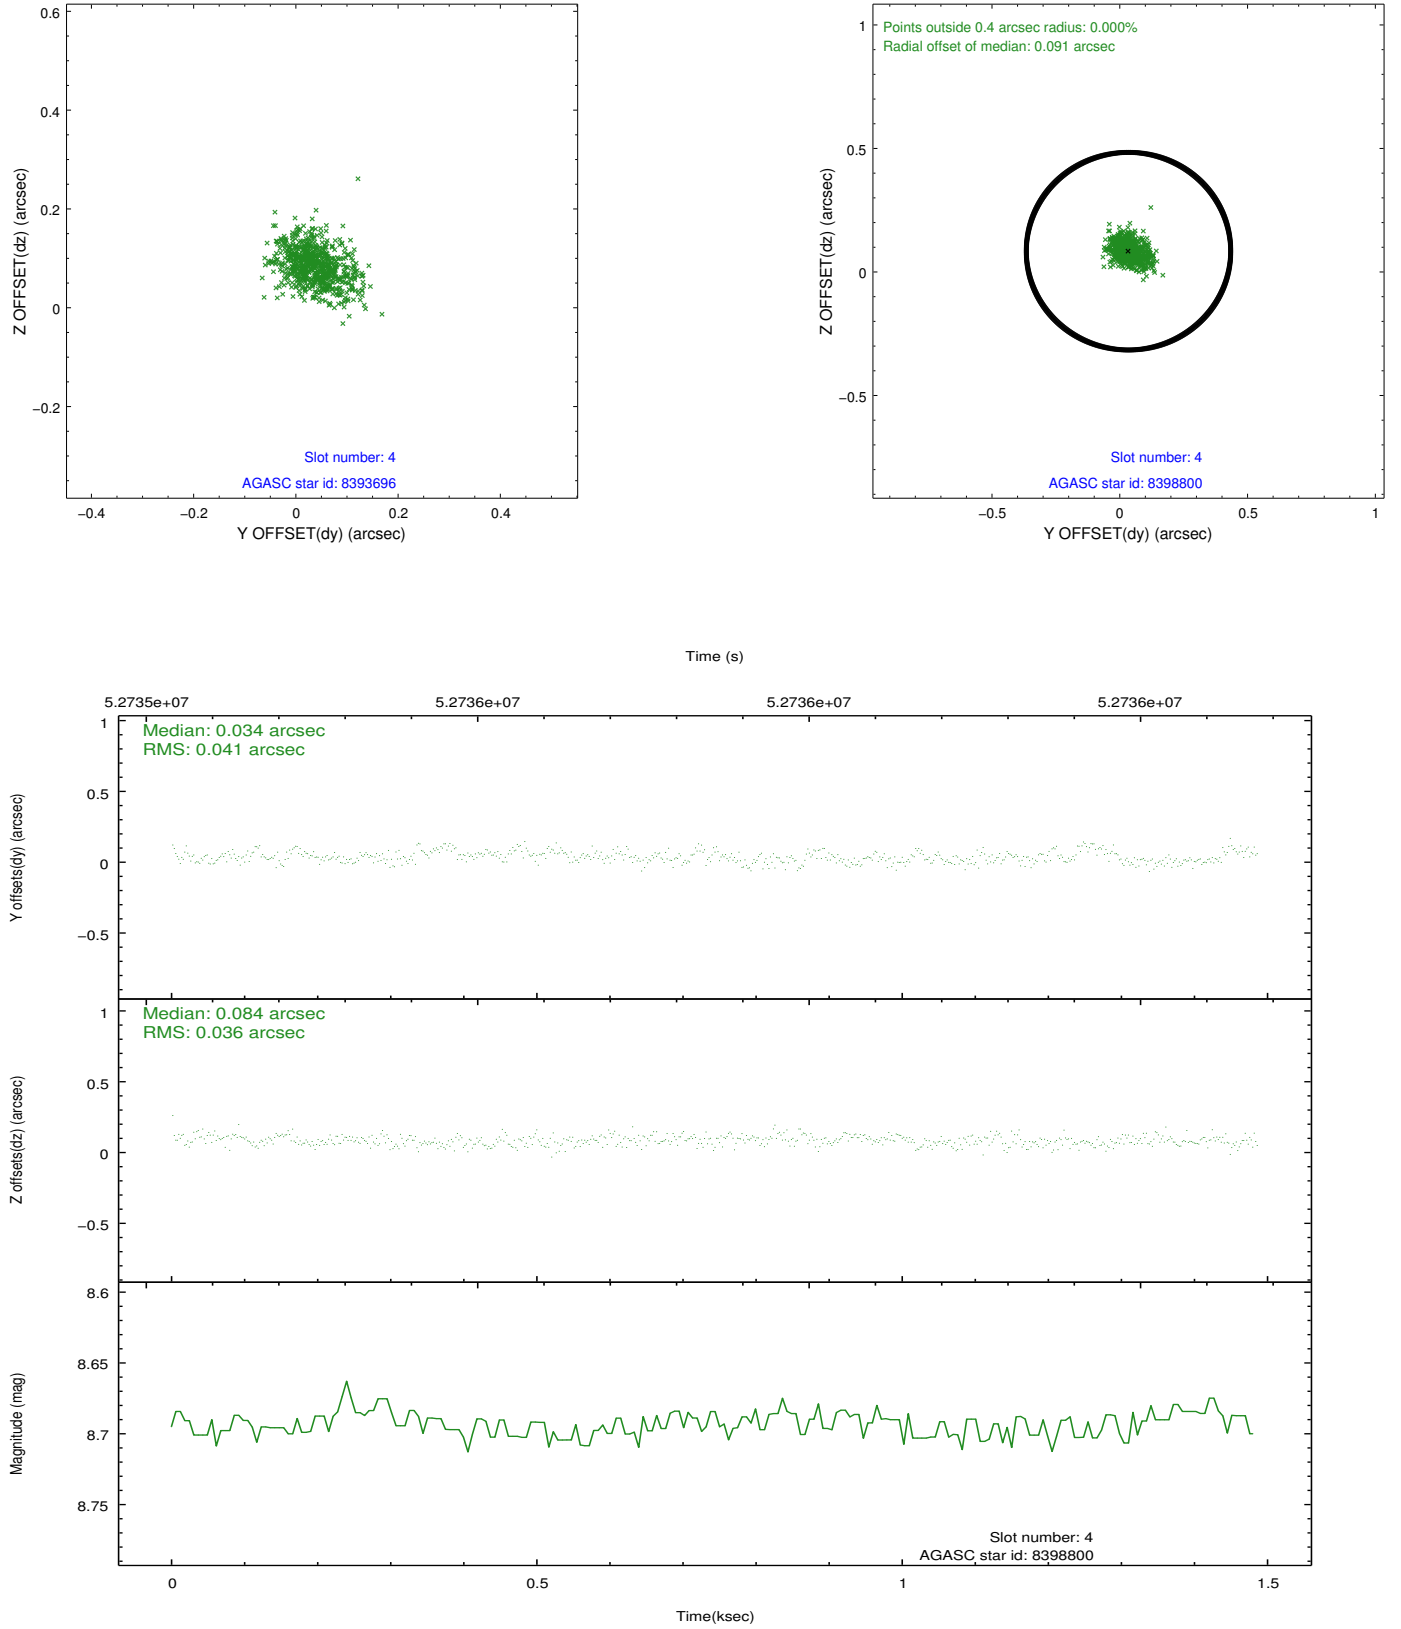 0.6
0.4
0.2
0
−0.2
Z OFFSET(dz) (arcsec)
Slot number: 4
AGASC star id: 8393696
−0.4 −0.2 0 0.2 0.4
Y OFFSET(dy) (arcsec)
Points outside 0.4 arcsec radius: 0.000%
Radial offset of median: 0.091 arcsec
1
0.5
0
−0.5
Z OFFSET(dz) (arcsec)
Slot number: 4
AGASC star id: 8398800
−0.5 0 0.5 1
Y OFFSET(dy) (arcsec)
Time (s)
5.2735e+07 5.2736e+07 5.2736e+07 5.2736e+07
Median: 0.034 arcsec
RMS: 0.041 arcsec
1
0.5
0
−0.5
Y offsets(dy) (arcsec)
Median: 0.084 arcsec
RMS: 0.036 arcsec
1
0.5
0
−0.5
Z offsets(dz) (arcsec)
8.6
8.65
8.7
8.75
Magnitude (mag)
Slot number: 4
AGASC star id: 8398800
0 0.5 1 1.5
Time(ksec)